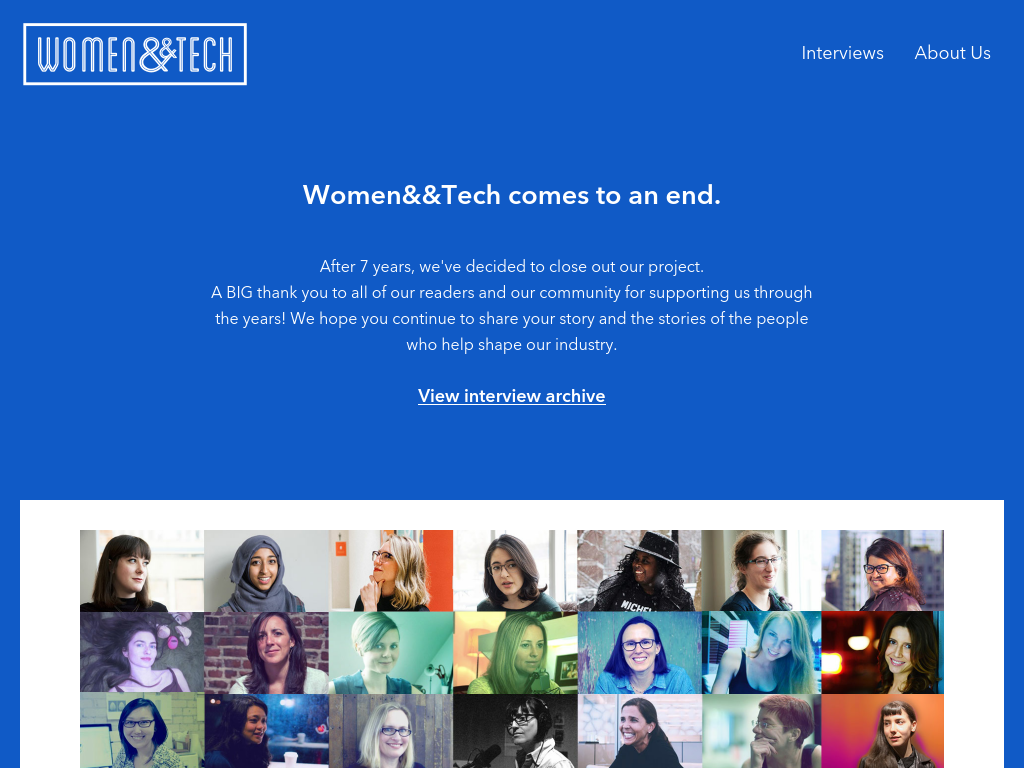 WOMEN&&TECH
Interviews
About Us
Women&&Tech comes to an end.
After 7 years, we've decided to close out our project.
A BIG thank you to all of our readers and our community for supporting us through
the years! We hope you continue to share your story and the stories of the people
who help shape our industry.
View interview archive
MICHEL